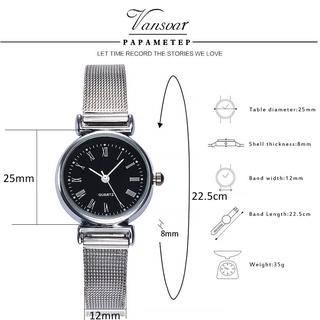 Vansvar
PAPAMETEP
LET TIME RECORD THE STORIES WE LOVE
Table diameter:25mm
Shell thickness:8mm
25mm
Band width:12mm
22.5cm
QUARTZ
Band Length:22.5cm
8mm
Weight:35g
12mm